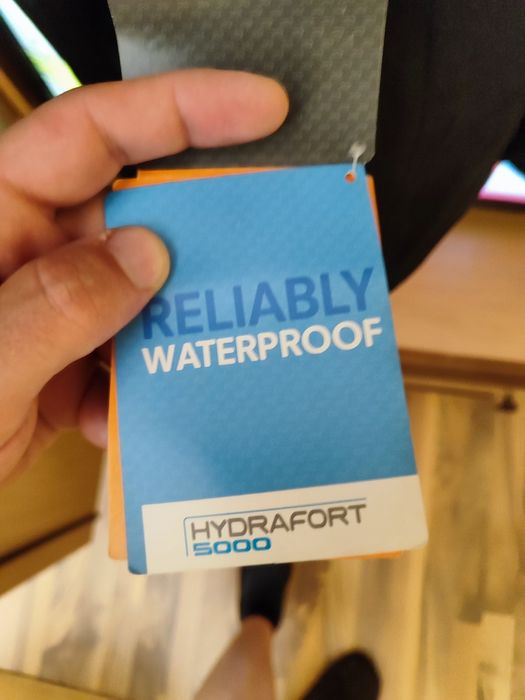 RELIABLY
WATERPROOF
HYDRAFORT
5000